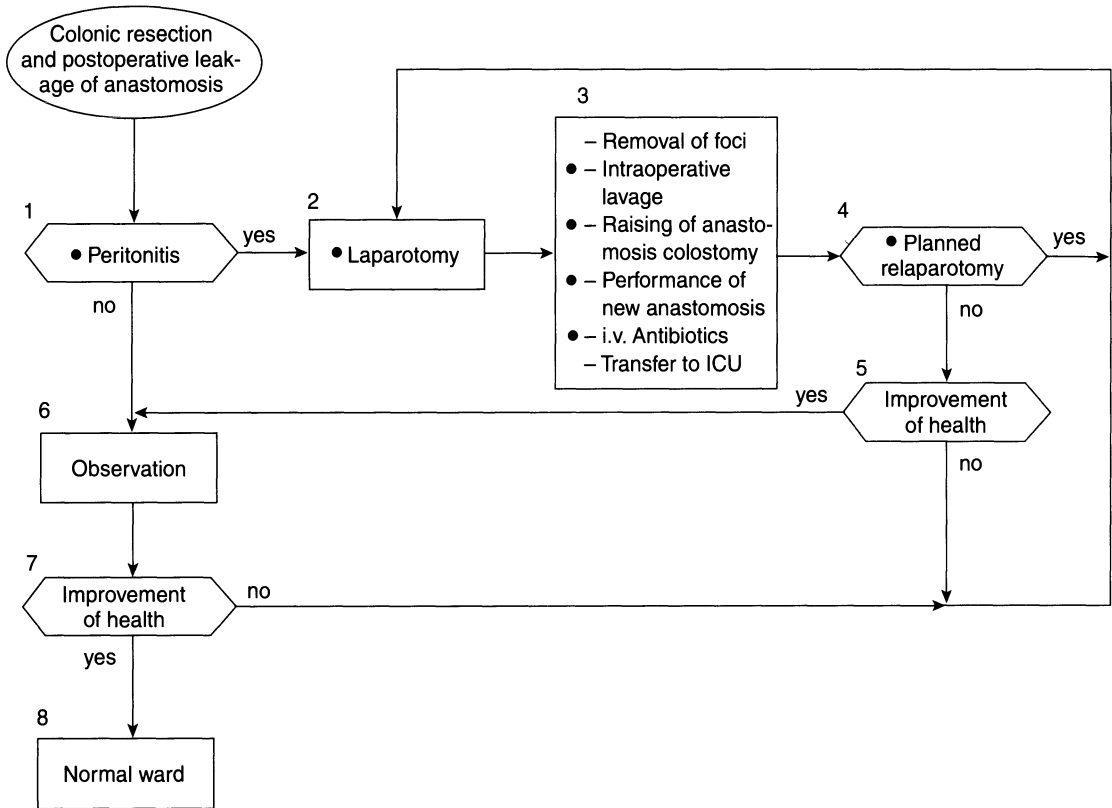 Colonic resection
and postoperative leak-
age of anastomosis
1
• Peritonitis
yes
no
2
• Laparotomy
3
– Removal of foci
• – Intraoperative
lavage
• – Raising of anasto-
mosis colostomy
• – Performance of
new anastomosis
• – i.v. Antibiotics
– Transfer to ICU
4
• Planned
relaparotomy
yes
no
5
Improvement
of health
yes
no
6
Observation
7
Improvement
of health
no
yes
8
Normal ward